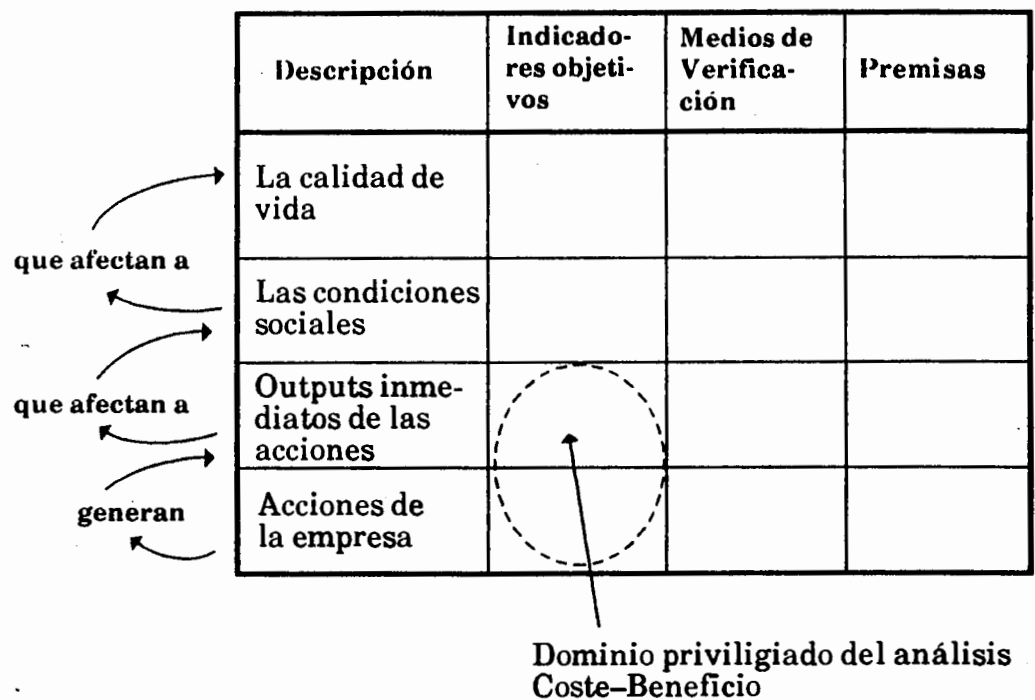 Descripción
Indicado-
res objeti-
vos
Medios de
Verifica-
ción
Premisas
La calidad de
vida
que afectan a
Las condiciones
sociales
que afectan a
Outputs inme-
diatos de las
acciones
generan
Acciones de
la empresa
Dominio priviligiado del análisis
Coste–Beneficio